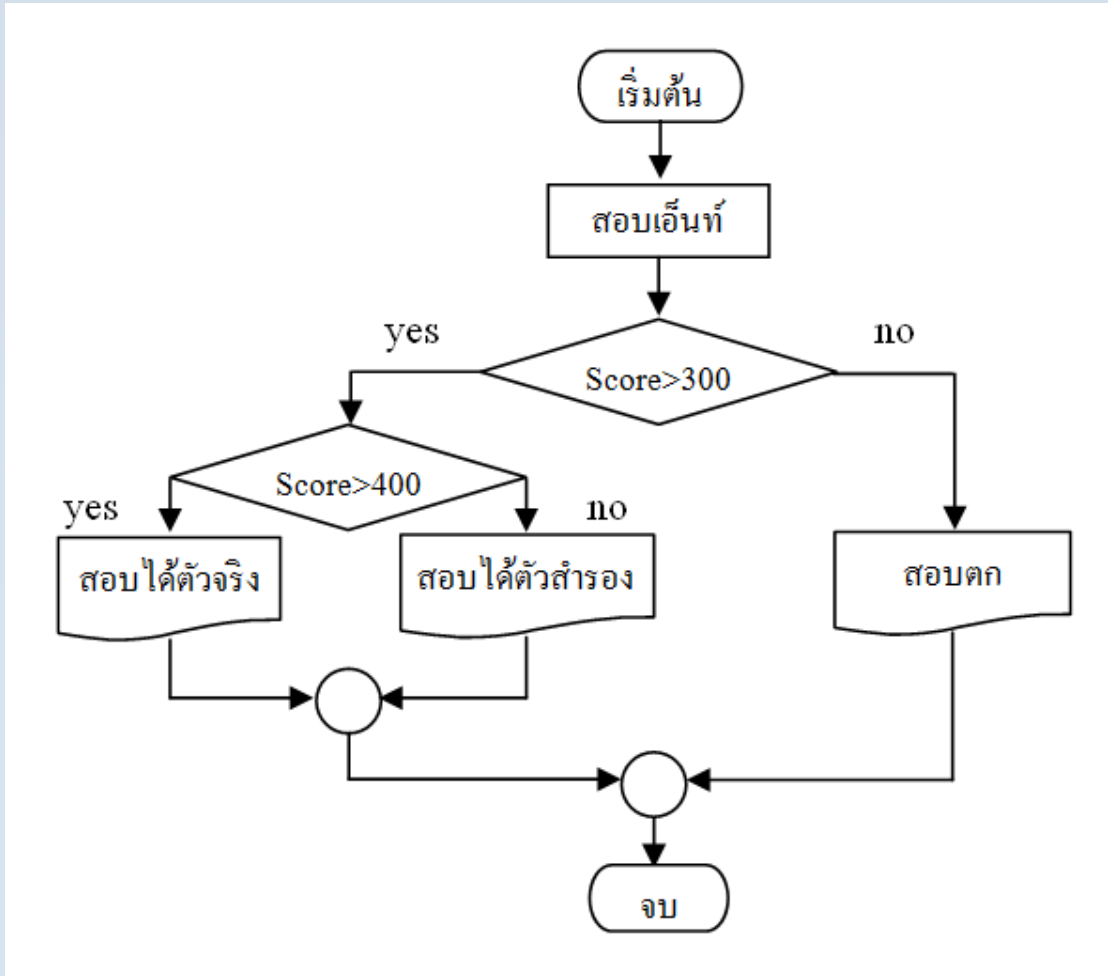 เริ่มต้น
สอบเอ็นท์
yes
no
Score>300
Score>400
yes
no
สอบได้ตัวจริง
สอบได้ตัวสำรอง
สอบตก
จบ